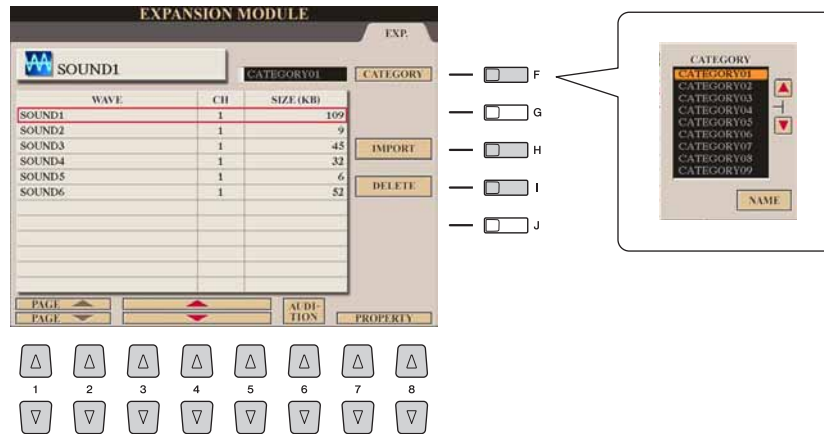 EXPANSION MODULE
EXP.
SOUND1
CATEGORY01
CATEGORY
WAVE CH SIZE (KB)
SOUND1 1 109
SOUND2 1 9
SOUND3 1 45
SOUND4 1 32
SOUND5 1 6
SOUND6 1 52
IMPORT
DELETE
PAGE
PAGE
AUDI-
TION
PROPERTY
F
G
H
I
J
CATEGORY
CATEGORY01
CATEGORY02
CATEGORY03
CATEGORY04
CATEGORY05
CATEGORY06
CATEGORY07
CATEGORY08
CATEGORY09
NAME
1 2 3 4 5 6 7 8